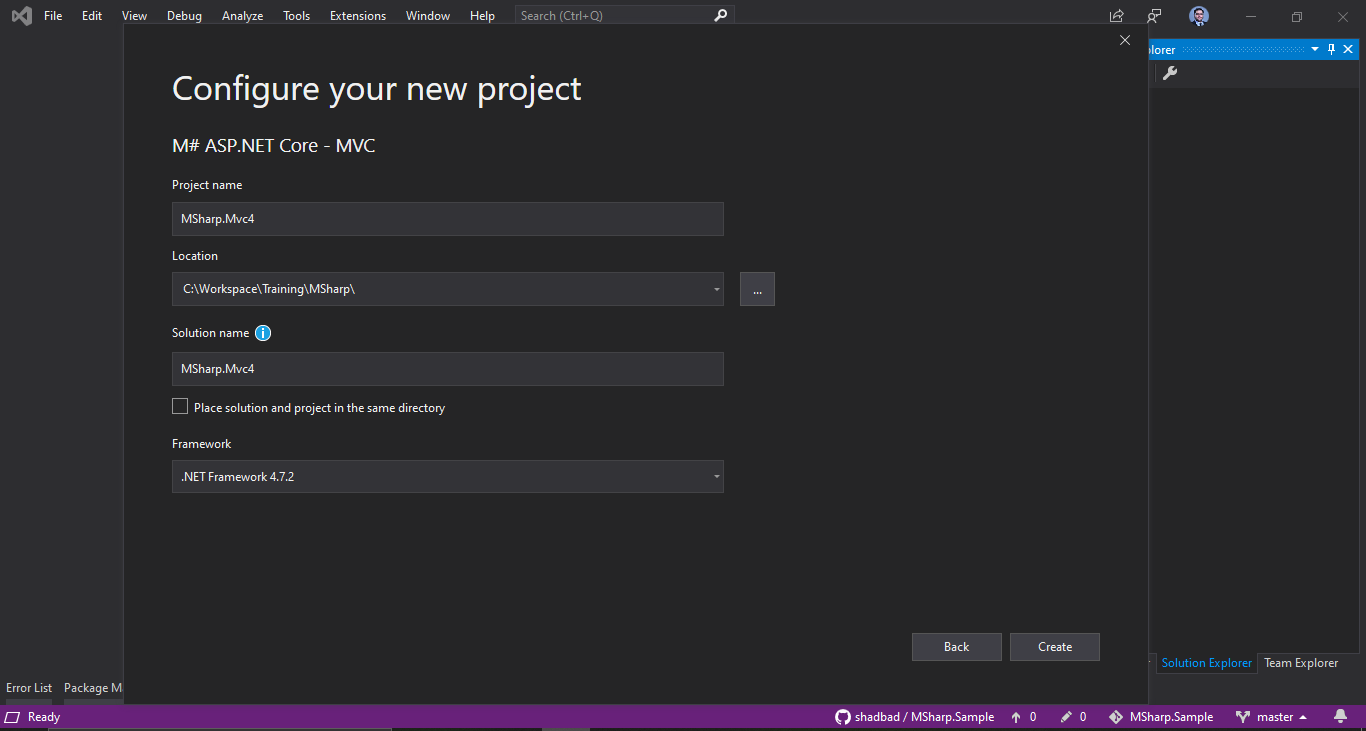 File Edit View Debug Analyze Tools Extensions Window Help Search (Ctrl+Q)
lorer
Configure your new project
M# ASP.NET Core - MVC
Project name
MSharp.Mvc4
Location
C:\Workspace\Training\MSharp\
...
Solution name
MSharp.Mvc4
Place solution and project in the same directory
Framework
.NET Framework 4.7.2
Back Create
Solution Explorer Team Explorer
Error List Package M
Ready shadbad / MSharp.Sample 0 0 MSharp.Sample master